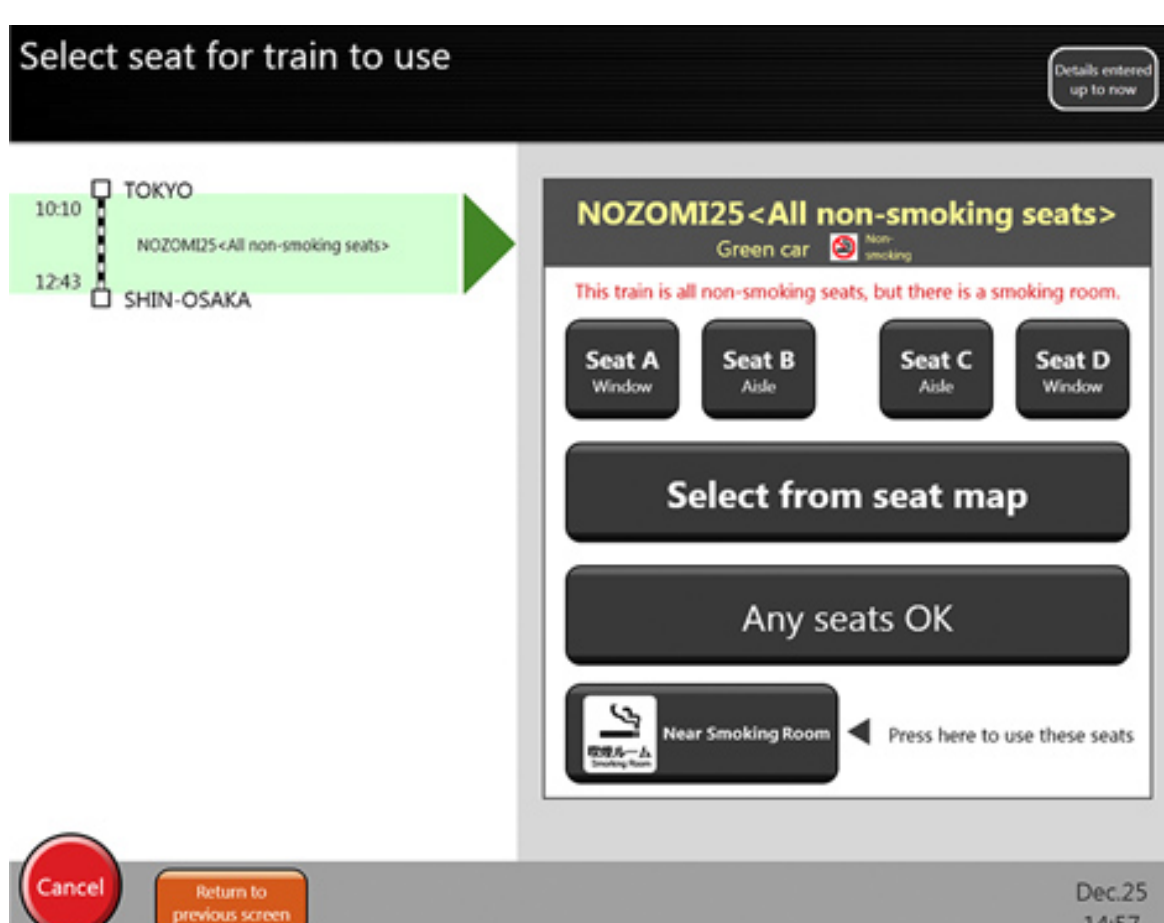 Select seat for train to use
Details entered
up to now
TOKYO
10:10
NOZOMI25<All non-smoking seats>
12:43
SHIN-OSAKA
NOZOMI25<All non-smoking seats>
Green car
Non-
smoking
This train is all non-smoking seats, but there is a smoking room.
Seat A
Window
Seat B
Aisle
Seat C
Aisle
Seat D
Window
Select from seat map
Any seats OK
喫煙ルーム
Smoking Room
Near Smoking Room
Press here to use these seats
Cancel
Return to
previous screen
Dec.25
14:57